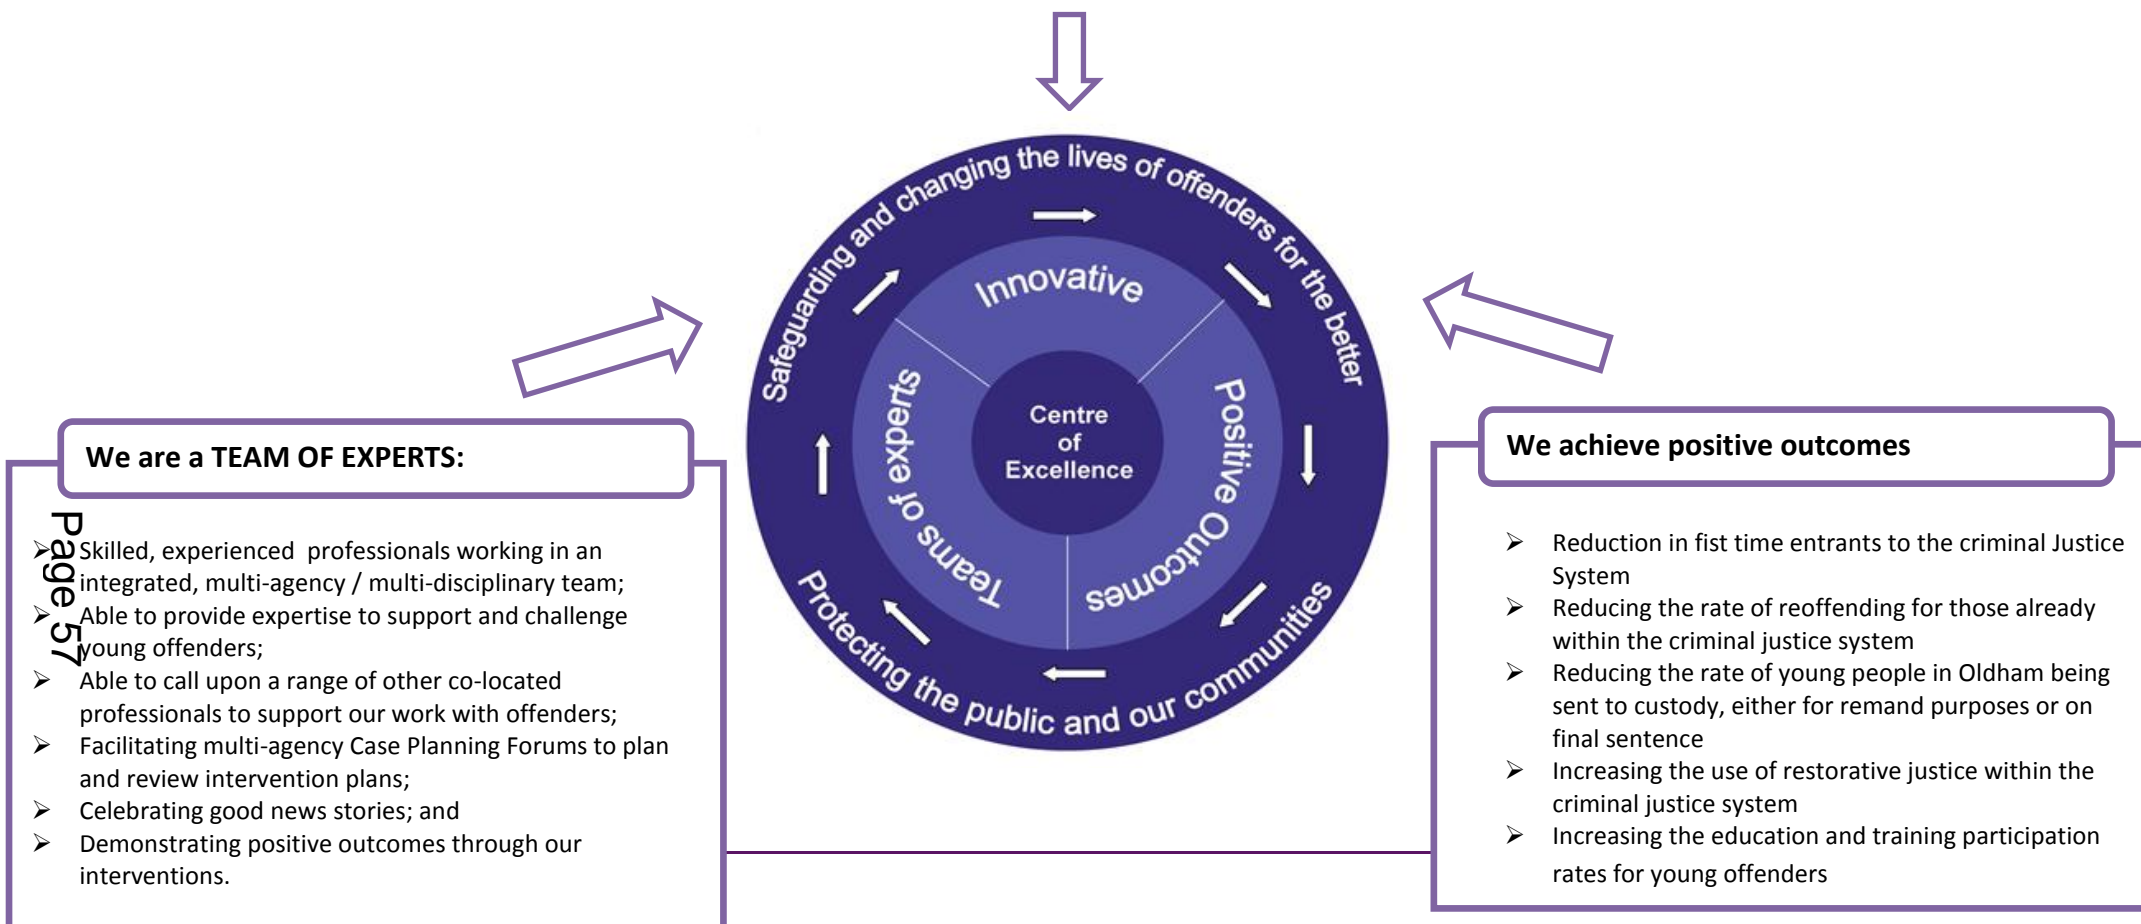 Safeguarding and changing the lives of offenders for the better
Innovative
Teams of experts
Positive Outcomes
Centre
of
Excellence
Protecting the public and our communities
We are a TEAM OF EXPERTS:
Page 57
➢ Skilled, experienced professionals working in an
integrated, multi-agency / multi-disciplinary team;
➢ Able to provide expertise to support and challenge
young offenders;
➢ Able to call upon a range of other co-located
professionals to support our work with offenders;
➢ Facilitating multi-agency Case Planning Forums to plan
and review intervention plans;
➢ Celebrating good news stories; and
➢ Demonstrating positive outcomes through our
interventions.
We achieve positive outcomes
➢ Reduction in fist time entrants to the criminal Justice
System
➢ Reducing the rate of reoffending for those already
within the criminal justice system
➢ Reducing the rate of young people in Oldham being
sent to custody, either for remand purposes or on
final sentence
➢ Increasing the use of restorative justice within the
criminal justice system
➢ Increasing the education and training participation
rates for young offenders